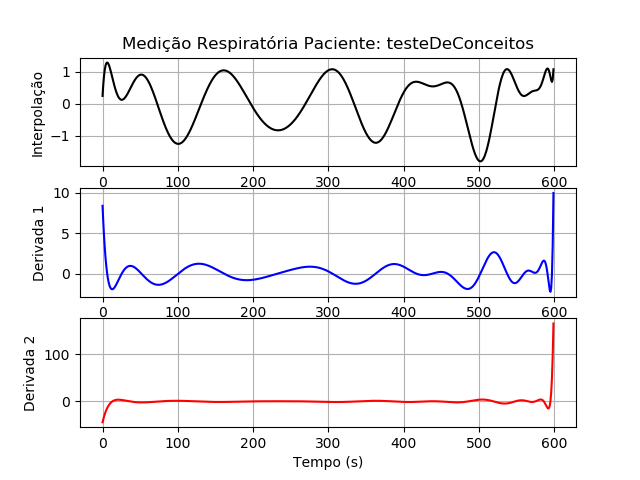 Medição Respiratória Paciente: testeDeConceitos
Interpolação
1
0
−1
0 100 200 300 400 500 600
Derivada 1
10
5
0
0 100 200 300 400 500 600
Derivada 2
100
0
0 100 200 300 400 500 600
Tempo (s)